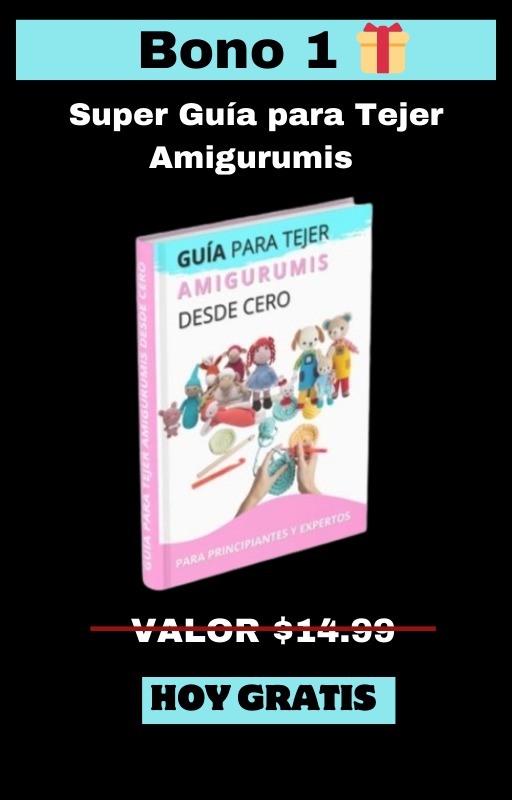 Bono 1
Super Guía para Tejer
Amigurumis
GUÍA PARA TEJER
AMIGURUMIS
DESDE CERO
PARA PRINCIPIANTES Y EXPERTOS
GUÍA PARA TEJER AMIGURUMIS DESDE CERO
VALOR $14.99
HOY GRATIS